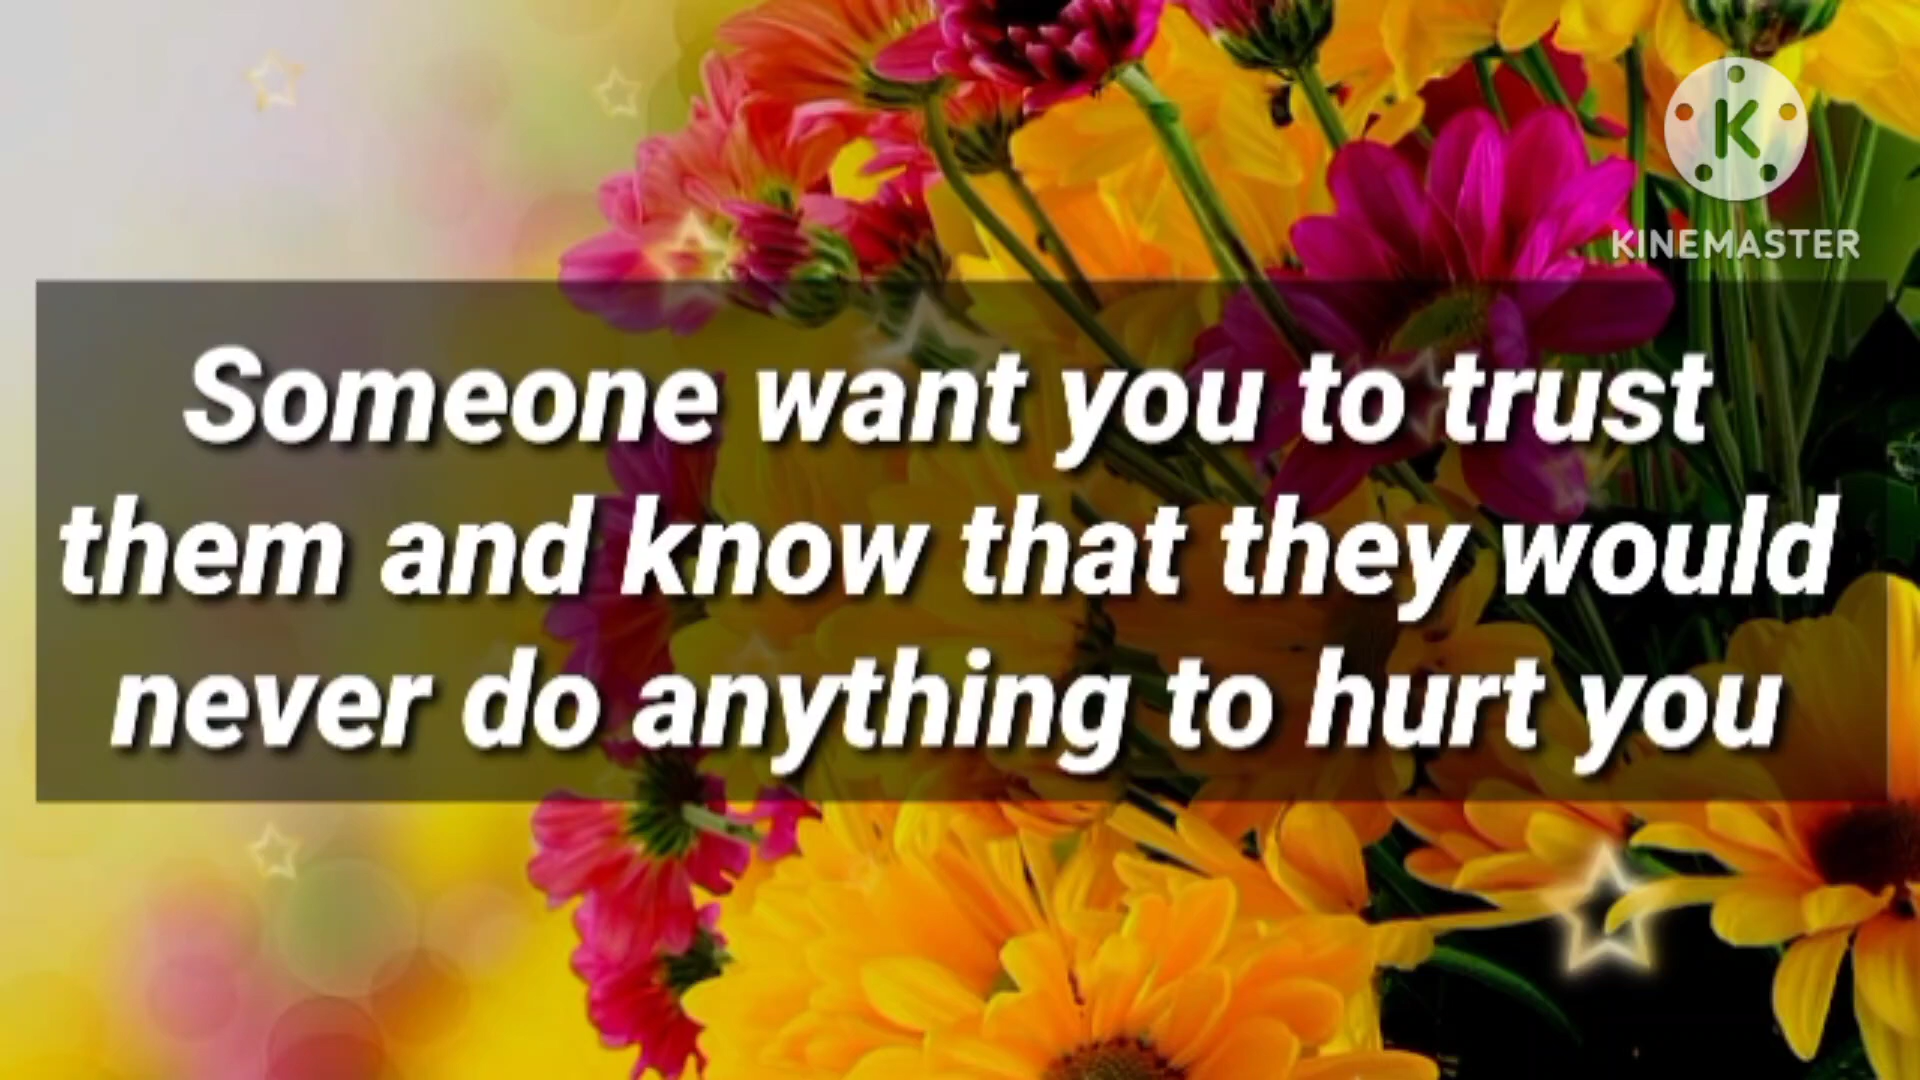 K
KINEMASTER
Someone want you to trust
them and know that they would
never do anything to hurt you